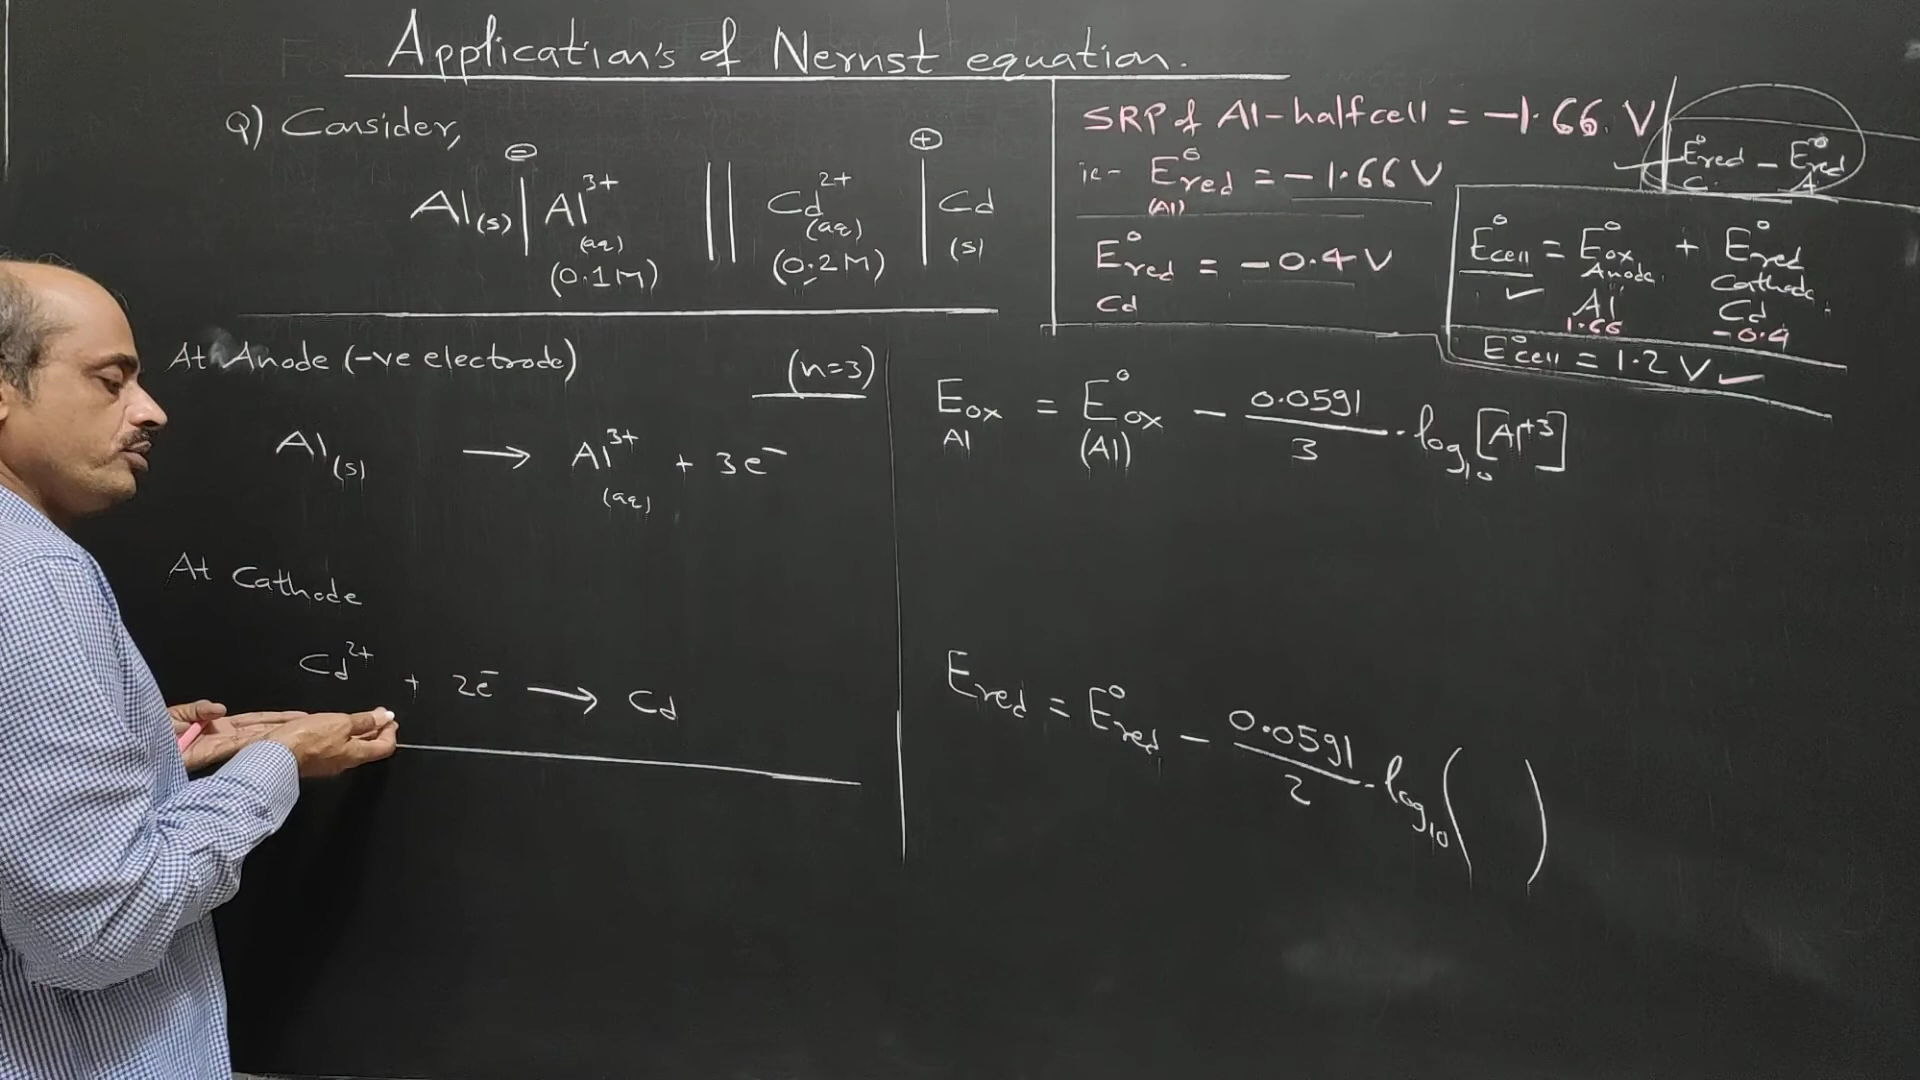 Application's of Nernst equation.
Q) Consider,
⊖ ⊕
Al(s) | Al³⁺ (aq) (0.1M) || Cd²⁺ (aq) (0.2M) | Cd (s)
SRP of Al-half cell = -1.66 V
ie- E°red (Al) = -1.66 V
E°red Cd = -0.4 V
E°red C. - E°red A
E°cell = E°ox + E°red
Anode. Cathode.
✓ Al Cd
1.66 -0.4
E°cell = 1.2 V ✓
At Anode (-ve electrode) (n=3)
Al(s) → Al³⁺ (aq) + 3e⁻
At Cathode
Cd²⁺ + 2e⁻ → Cd
Eox Al = E°ox (Al) - 0.0591/3 · log₁₀ [Al⁺³]
Ered = E°red - 0.0591/2 · log₁₀ ( )